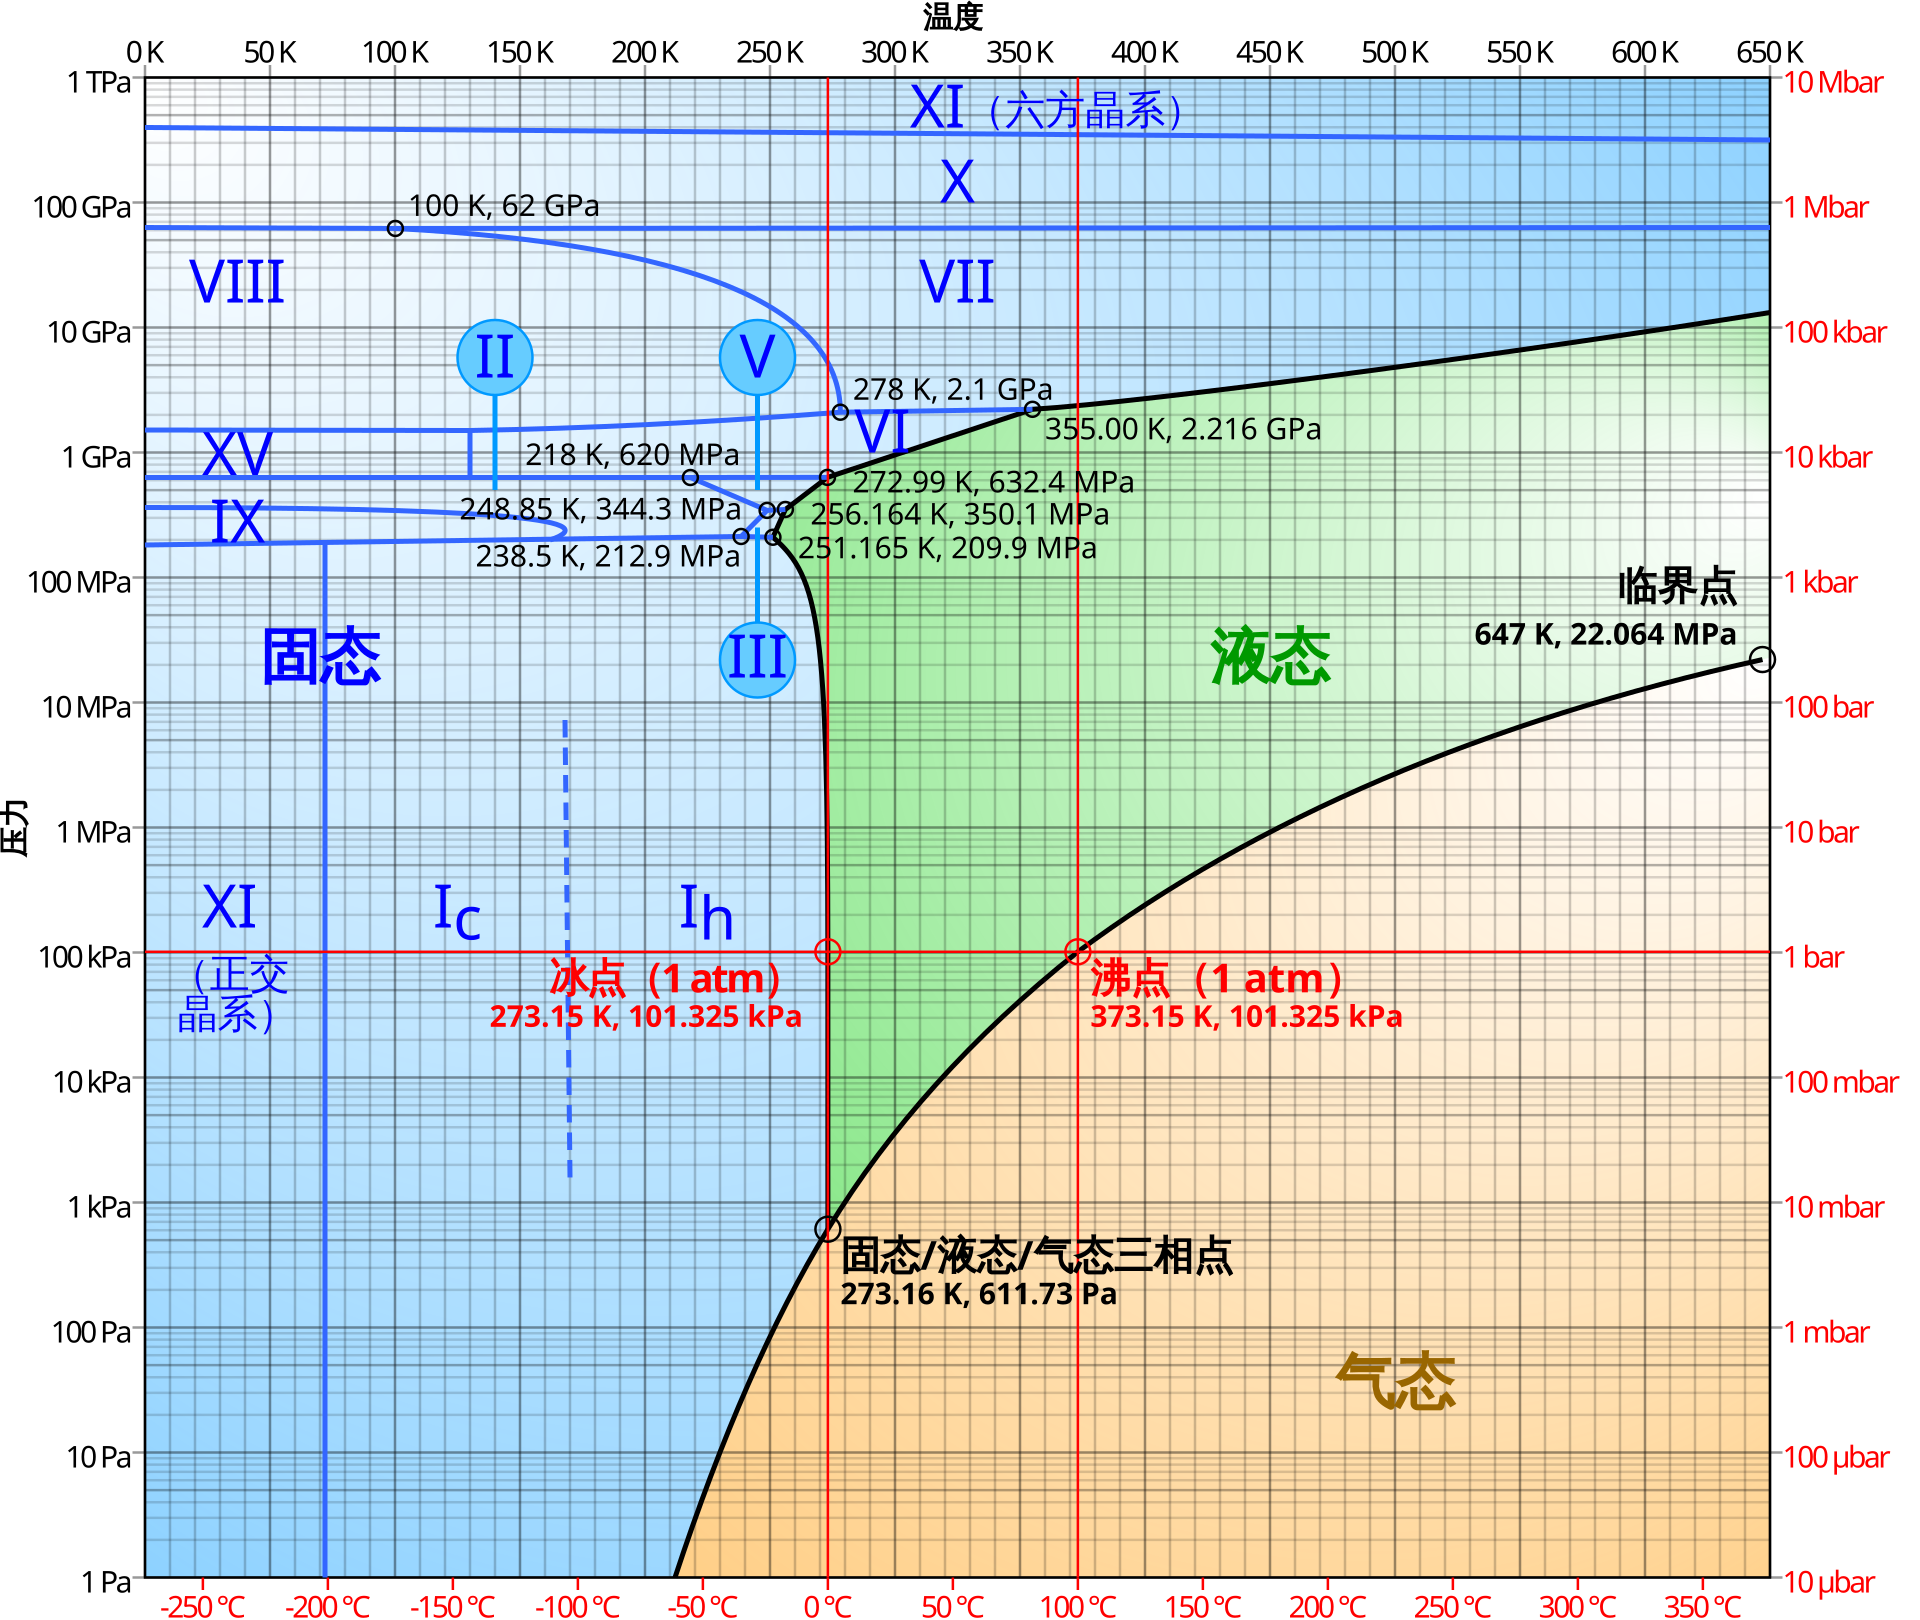 温度
0 K 50 K 100 K 150 K 200 K 250 K 300 K 350 K 400 K 450 K 500 K 550 K 600 K 650 K
1 TPa
10 Mbar
XI（六方晶系）
X
100 GPa
1 Mbar
100 K, 62 GPa
VIII
VII
10 GPa
100 kbar
II
V
278 K, 2.1 GPa
VI
355.00 K, 2.216 GPa
XV
1 GPa
10 kbar
218 K, 620 MPa
272.99 K, 632.4 MPa
IX
248.85 K, 344.3 MPa
256.164 K, 350.1 MPa
238.5 K, 212.9 MPa
251.165 K, 209.9 MPa
100 MPa
1 kbar
临界点
647 K, 22.064 MPa
固态
III
液态
10 MPa
100 bar
压力
1 MPa
10 bar
XI
Ic
Ih
100 kPa
1 bar
（正交
晶系）
冰点（1 atm）
273.15 K, 101.325 kPa
沸点（1 atm）
373.15 K, 101.325 kPa
10 kPa
100 mbar
1 kPa
10 mbar
固态/液态/气态三相点
273.16 K, 611.73 Pa
100 Pa
1 mbar
气态
10 Pa
100 µbar
1 Pa
10 µbar
-250 °C -200 °C -150 °C -100 °C -50 °C 0 °C 50 °C 100 °C 150 °C 200 °C 250 °C 300 °C 350 °C